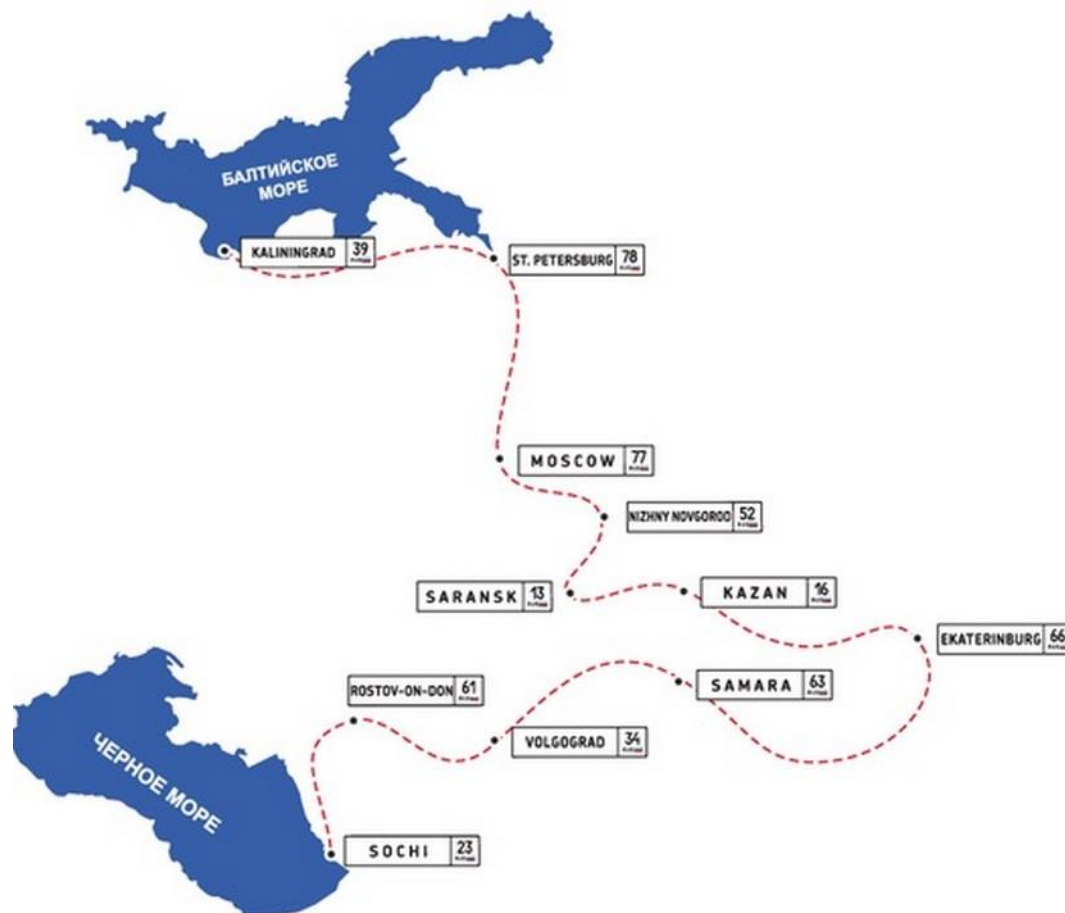 БАЛТИЙСКОЕ
МОРЕ
KALININGRAD 39
ST. PETERSBURG 78
MOSCOW 77
NIZHNY NOVGOROD 52
SARANSK 13
KAZAN 16
EKATERINBURG 66
SAMARA 63
ROSTOV-ON-DON 61
VOLGOGRAD 34
ЧЕРНОЕ МОРЕ
SOCHI 23